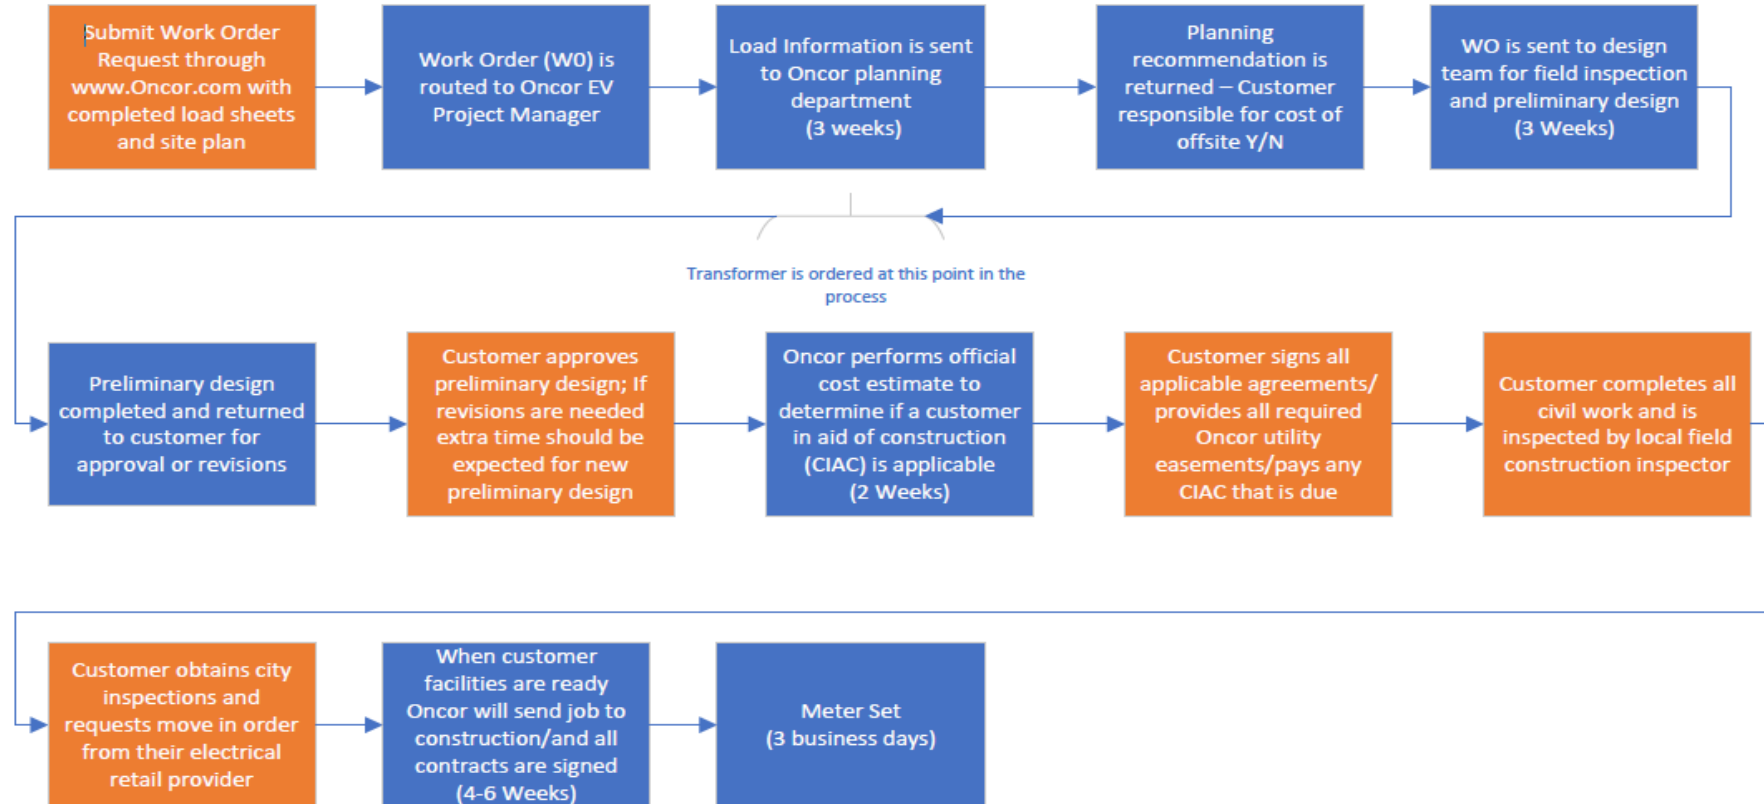 Submit Work Order
Request through
www.Oncor.com with
completed load sheets
and site plan
Work Order (W0) is
routed to Oncor EV
Project Manager
Load Information is sent
to Oncor planning
department
(3 weeks)
Planning
recommendation is
returned – Customer
responsible for cost of
offsite Y/N
WO is sent to design
team for field inspection
and preliminary design
(3 Weeks)
Transformer is ordered at this point in the
process
Preliminary design
completed and returned
to customer for
approval or revisions
Customer approves
preliminary design; If
revisions are needed
extra time should be
expected for new
preliminary design
Oncor performs official
cost estimate to
determine if a customer
in aid of construction
(CIAC) is applicable
(2 Weeks)
Customer signs all
applicable agreements/
provides all required
Oncor utility
easements/pays any
CIAC that is due
Customer completes all
civil work and is
inspected by local field
construction inspector
Customer obtains city
inspections and
requests move in order
from their electrical
retail provider
When customer
facilities are ready
Oncor will send job to
construction/and all
contracts are signed
(4-6 Weeks)
Meter Set
(3 business days)